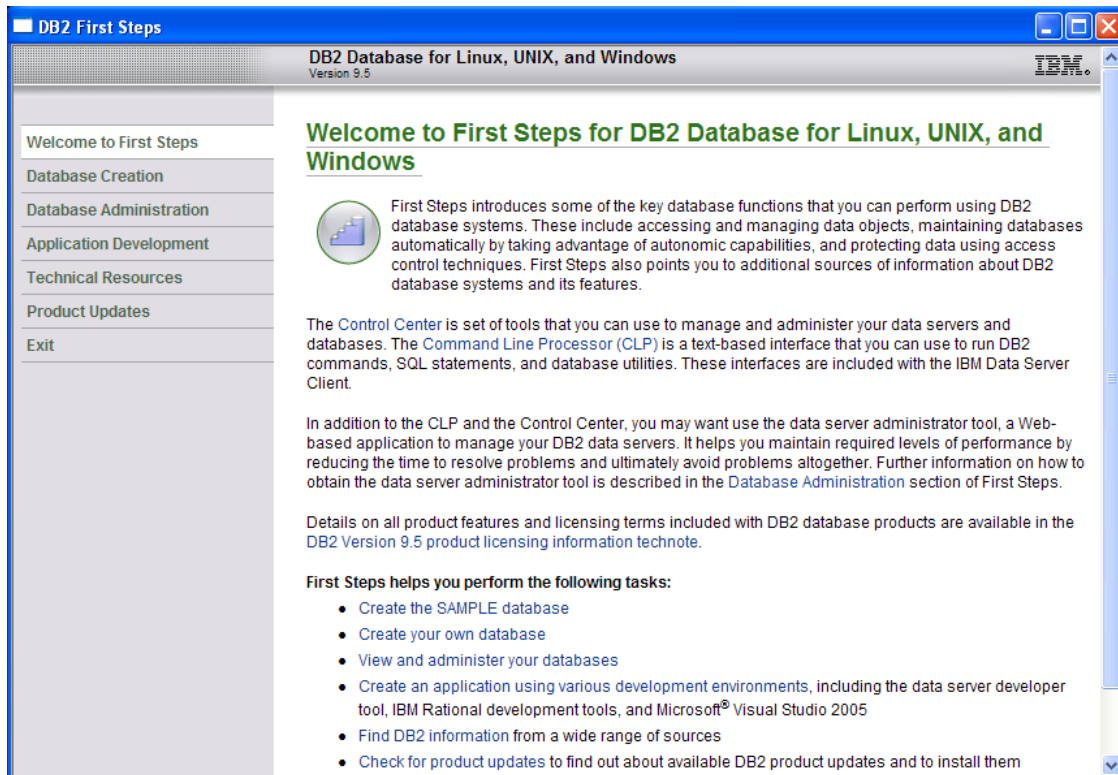 DB2 First Steps
DB2 Database for Linux, UNIX, and Windows
Version 9.5
IBM®
Welcome to First Steps
Database Creation
Database Administration
Application Development
Technical Resources
Product Updates
Exit
Welcome to First Steps for DB2 Database for Linux, UNIX, and
Windows
First Steps introduces some of the key database functions that you can perform using DB2
database systems. These include accessing and managing data objects, maintaining databases
automatically by taking advantage of autonomic capabilities, and protecting data using access
control techniques. First Steps also points you to additional sources of information about DB2
database systems and its features.
The Control Center is set of tools that you can use to manage and administer your data servers and
databases. The Command Line Processor (CLP) is a text-based interface that you can use to run DB2
commands, SQL statements, and database utilities. These interfaces are included with the IBM Data Server
Client.
In addition to the CLP and the Control Center, you may want use the data server administrator tool, a Web-
based application to manage your DB2 data servers. It helps you maintain required levels of performance by
reducing the time to resolve problems and ultimately avoid problems altogether. Further information on how to
obtain the data server administrator tool is described in the Database Administration section of First Steps.
Details on all product features and licensing terms included with DB2 database products are available in the
DB2 Version 9.5 product licensing information technote.
First Steps helps you perform the following tasks:
• Create the SAMPLE database
• Create your own database
• View and administer your databases
• Create an application using various development environments, including the data server developer
tool, IBM Rational development tools, and Microsoft® Visual Studio 2005
• Find DB2 information from a wide range of sources
• Check for product updates to find out about available DB2 product updates and to install them